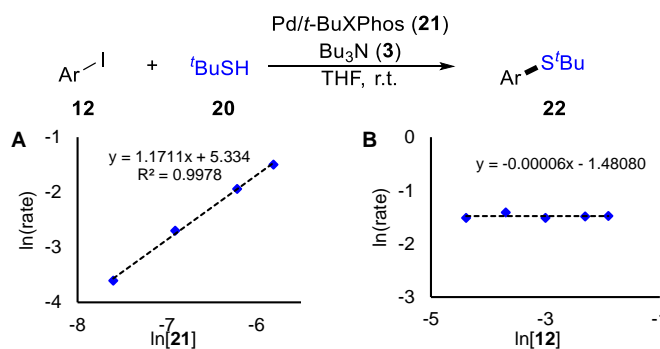 Pd/t-BuXPhos (21)
Bu₃N (3)
THF, r.t.
Ar I + ᵗBuSH Ar SᵗBu
12 20 22
A
y = 1.1711x + 5.334
R² = 0.9978
ln(rate)
-1
-2
-3
-4
-8 -7 -6
ln[21]
B
y = -0.00006x - 1.48080
ln(rate)
0
-1
-2
-3
-5 -3 -1
ln[12]